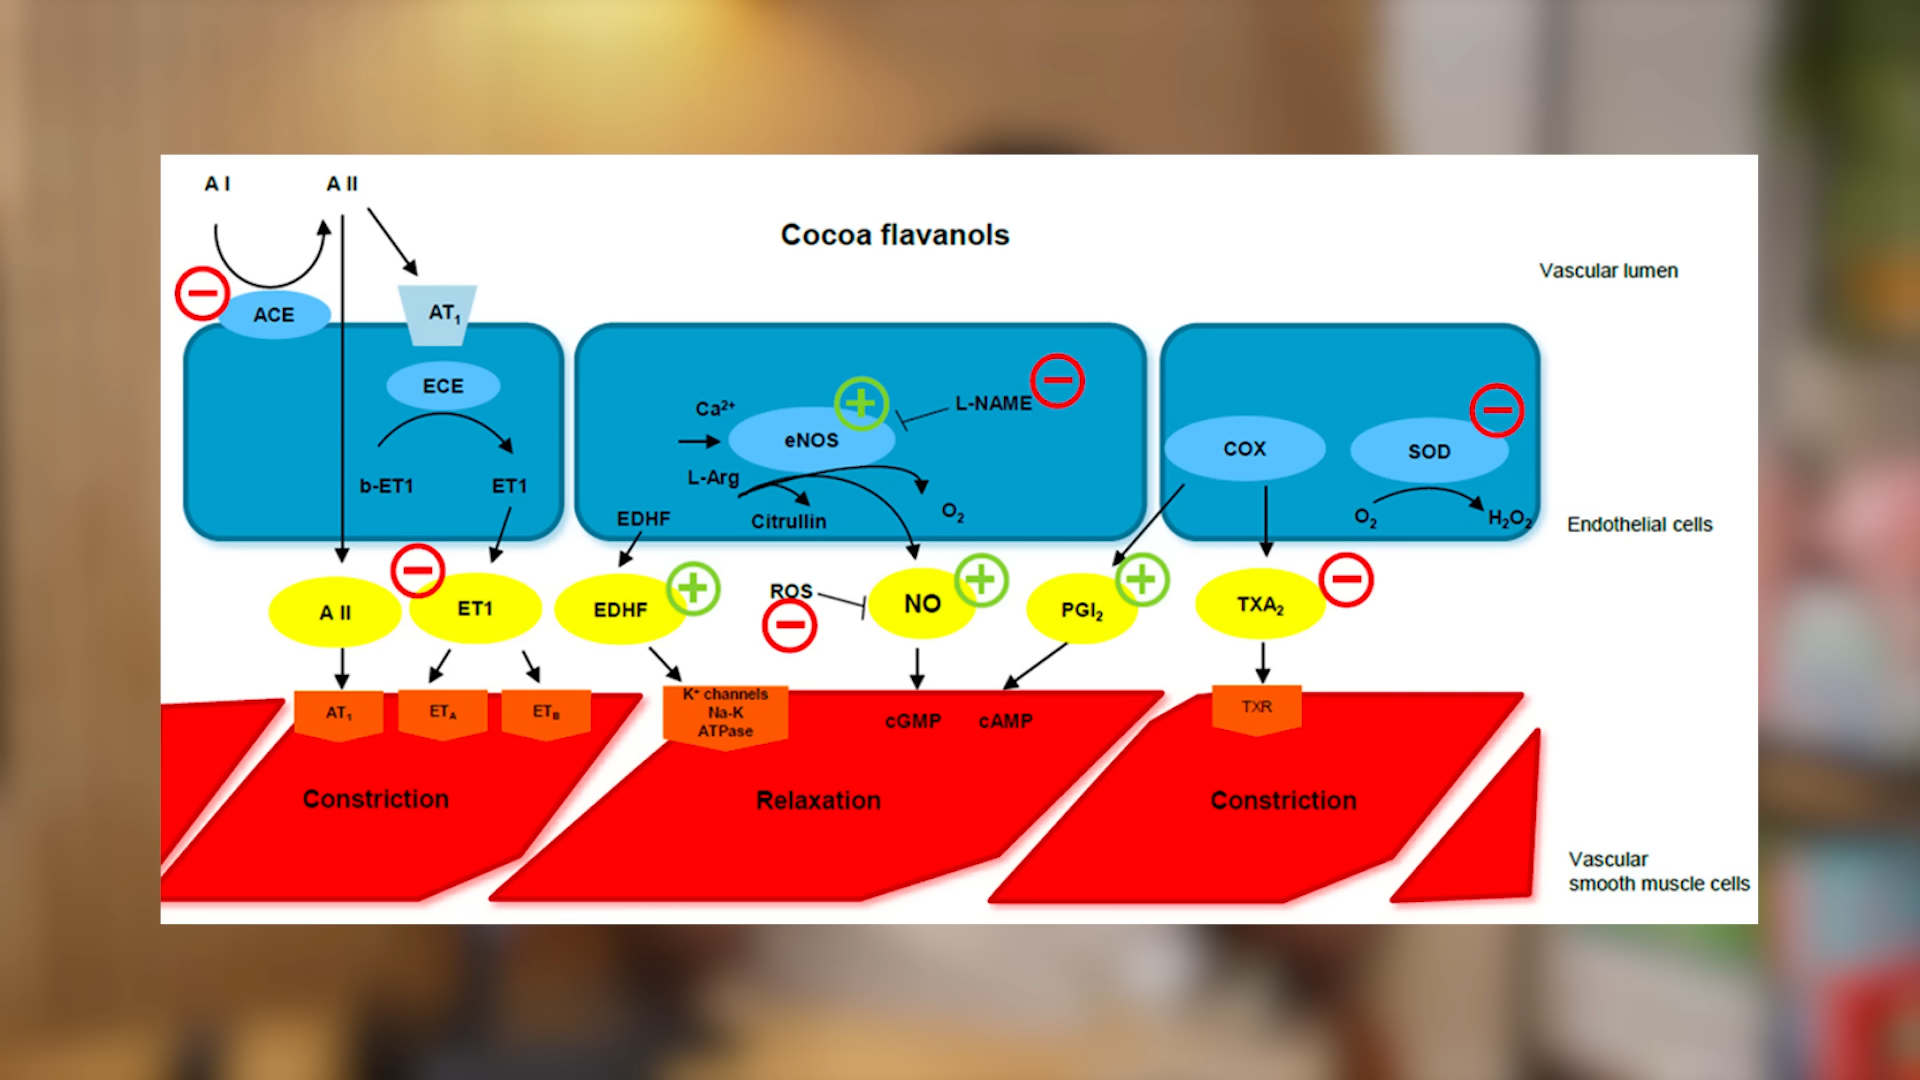 A I
A II
Cocoa flavanols
Vascular lumen
ACE
AT1
ECE
b-ET1
ET1
Ca2+
L-NAME
eNOS
L-Arg
Citrullin
O2
EDHF
COX
SOD
O2
H2O2
Endothelial cells
A II
ET1
EDHF
ROS
NO
PGI2
TXA2
AT1
ETA
ETB
K+ channels
Na-K
ATPase
cGMP
cAMP
TXR
Constriction
Relaxation
Constriction
Vascular
smooth muscle cells